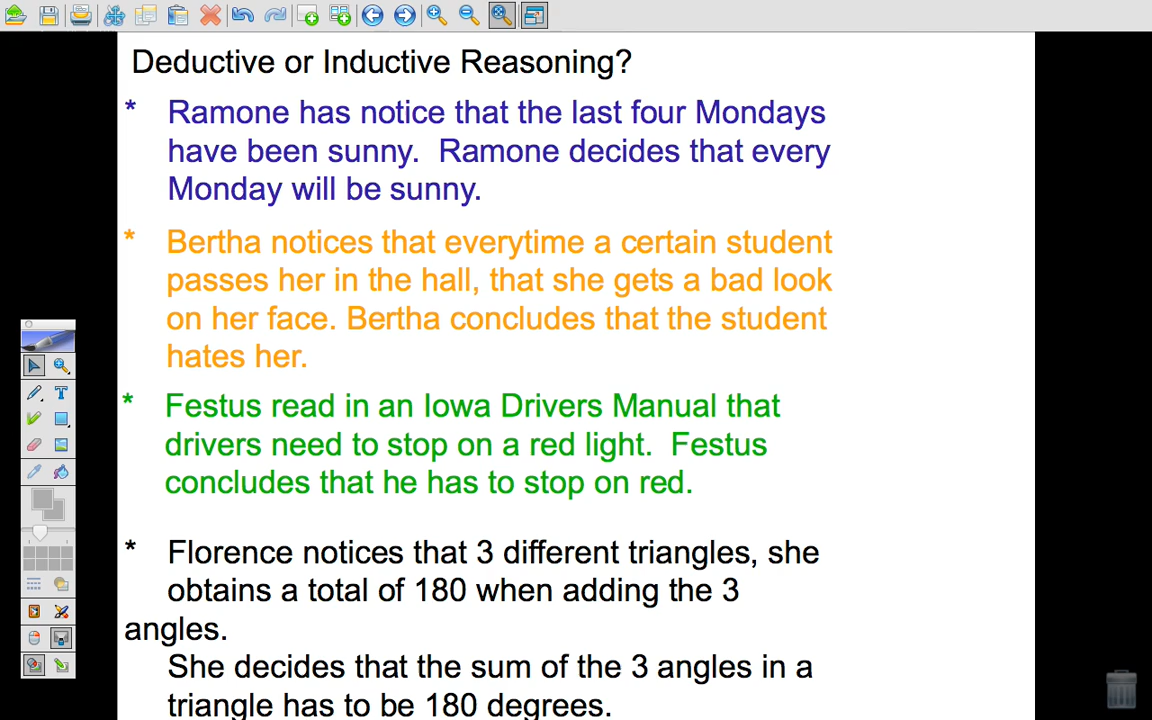 Deductive or Inductive Reasoning?
* Ramone has notice that the last four Mondays
have been sunny. Ramone decides that every
Monday will be sunny.
* Bertha notices that everytime a certain student
passes her in the hall, that she gets a bad look
on her face. Bertha concludes that the student
hates her.
* Festus read in an Iowa Drivers Manual that
drivers need to stop on a red light. Festus
concludes that he has to stop on red.
* Florence notices that 3 different triangles, she
obtains a total of 180 when adding the 3
angles.
She decides that the sum of the 3 angles in a
triangle has to be 180 degrees.